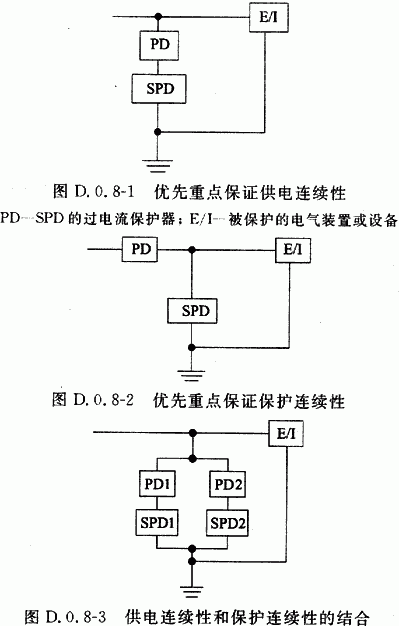 E/I
PD
SPD
图 D.0.8-1 优先重点保证供电连续性
PD—SPD的过电流保护器；E/I—被保护的电气装置或设备
PD
E/I
SPD
图 D.0.8-2 优先重点保证保护连续性
E/I
PD1 PD2
SPD1 SPD2
图 D.0.8-3 供电连续性和保护连续性的结合